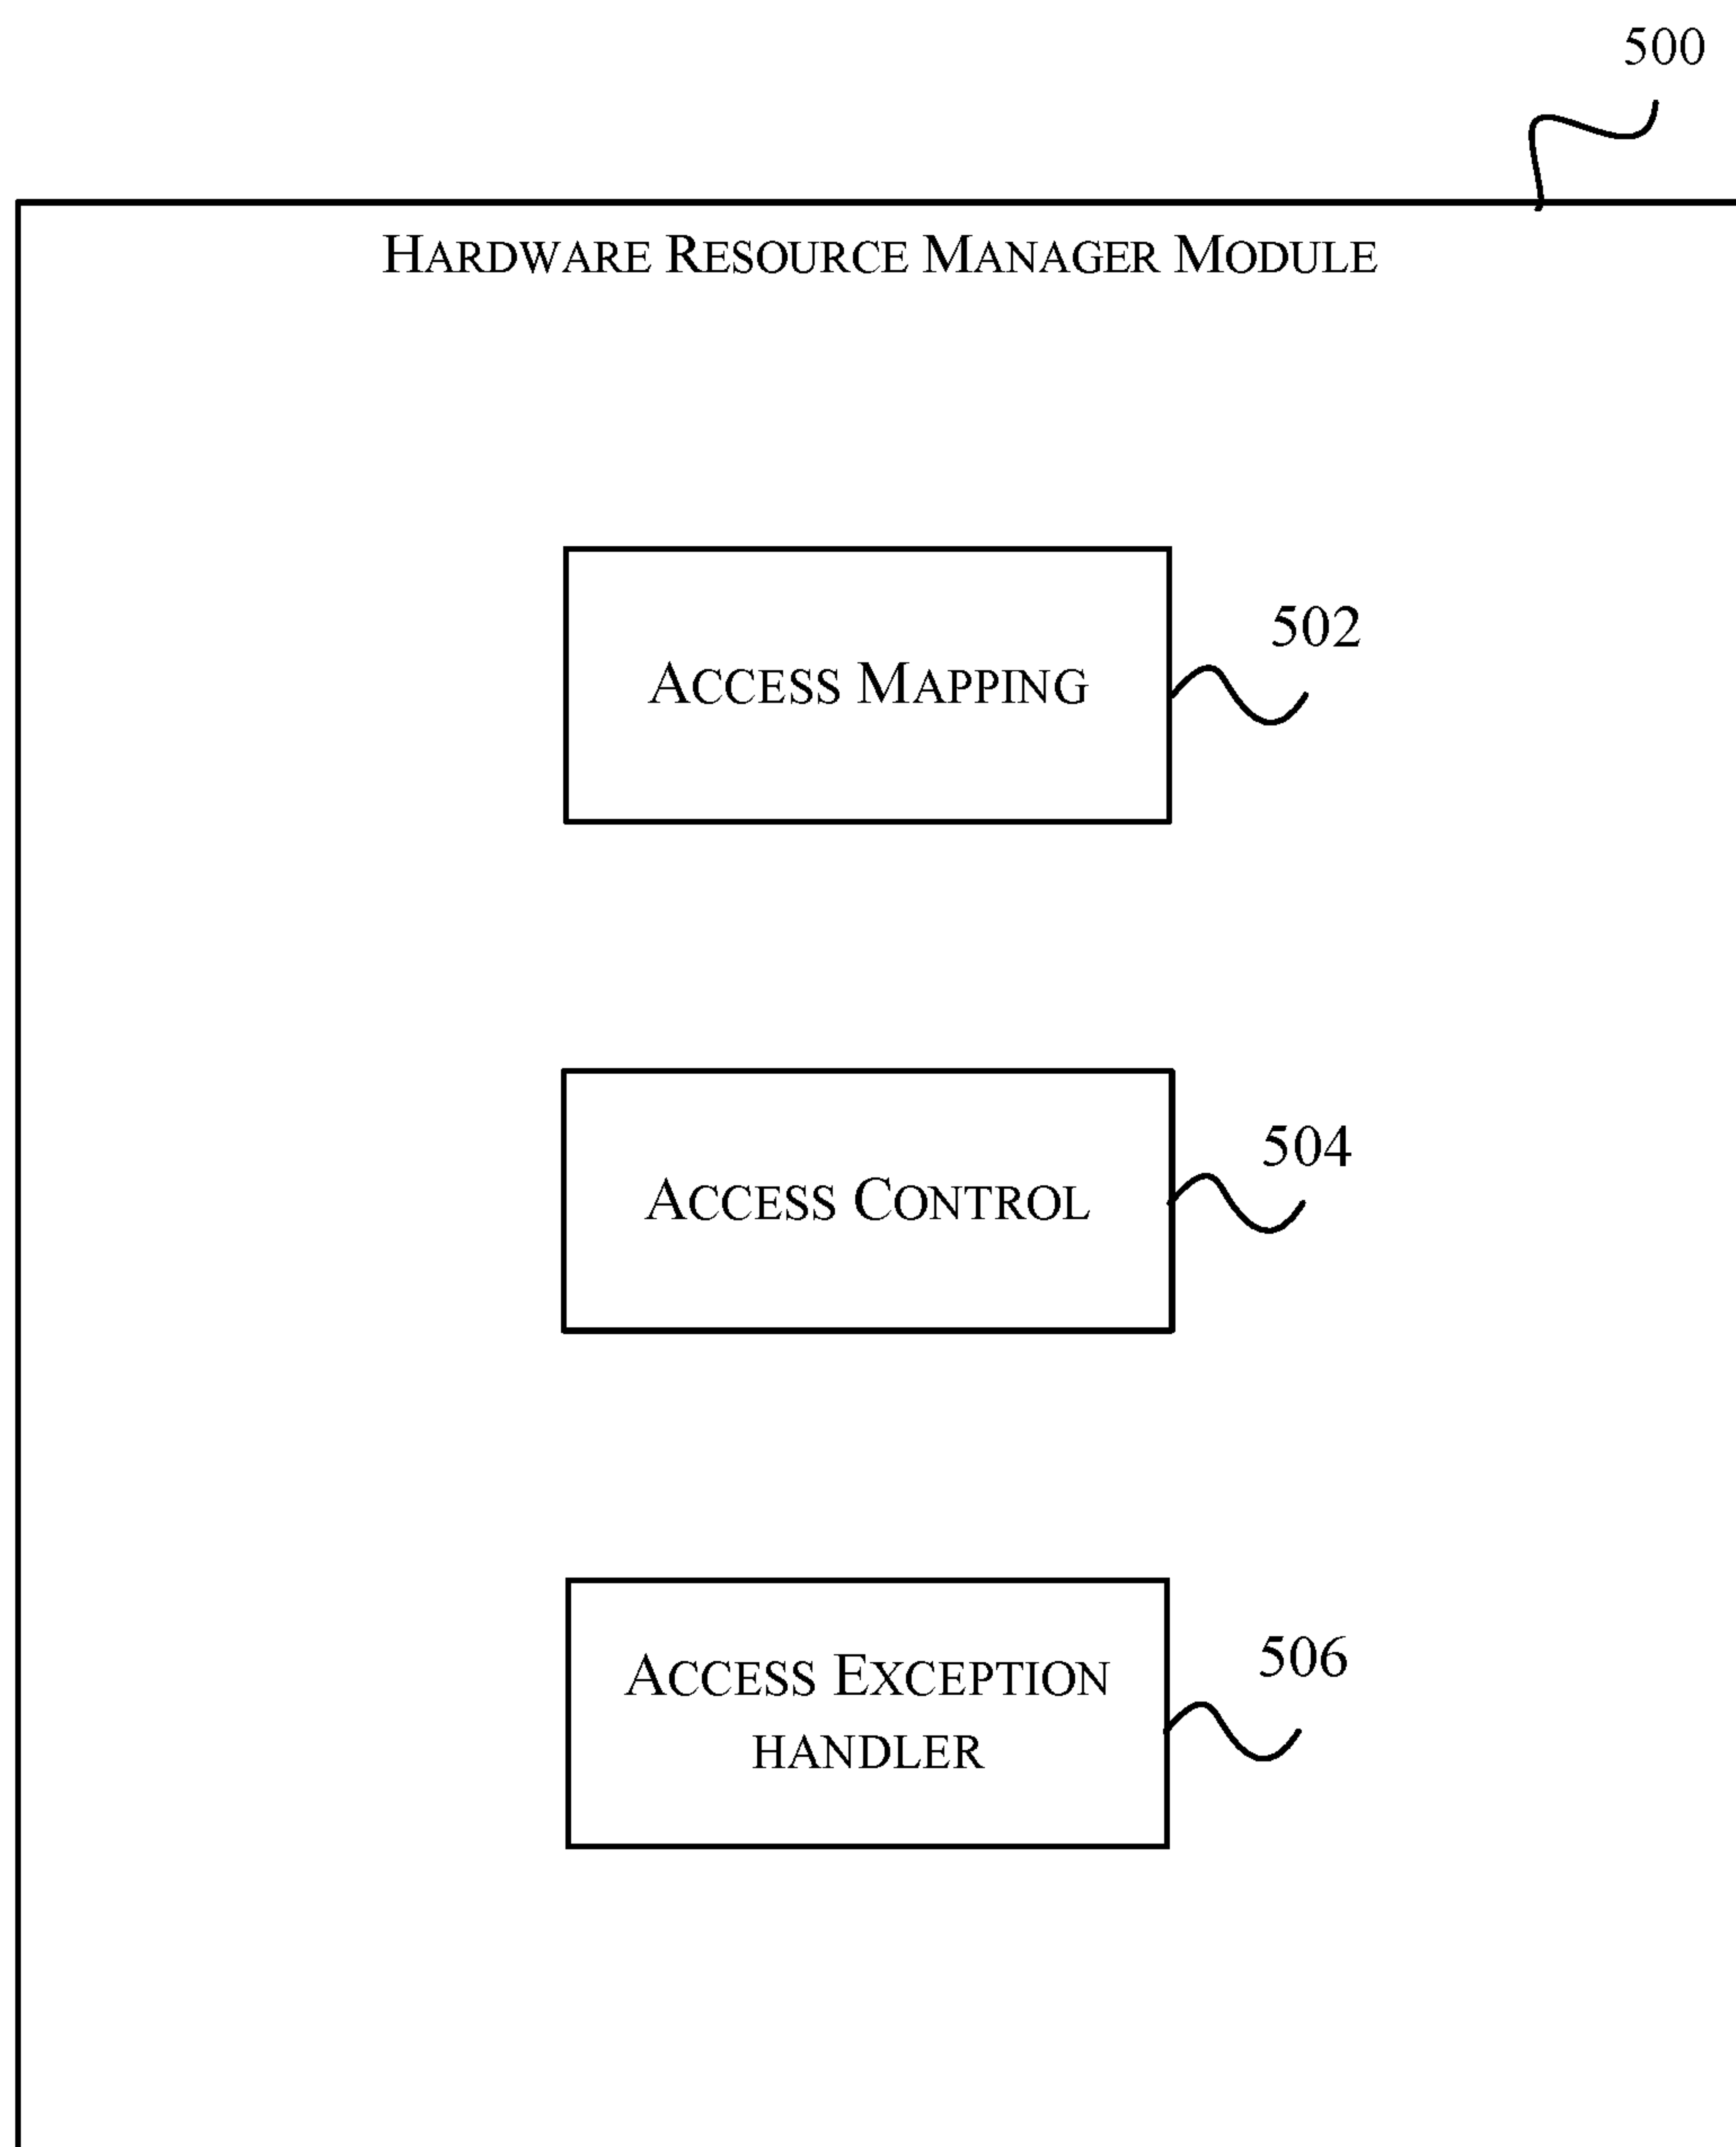 500
HARDWARE RESOURCE MANAGER MODULE
502
ACCESS MAPPING
504
ACCESS CONTROL
506
ACCESS EXCEPTION
HANDLER